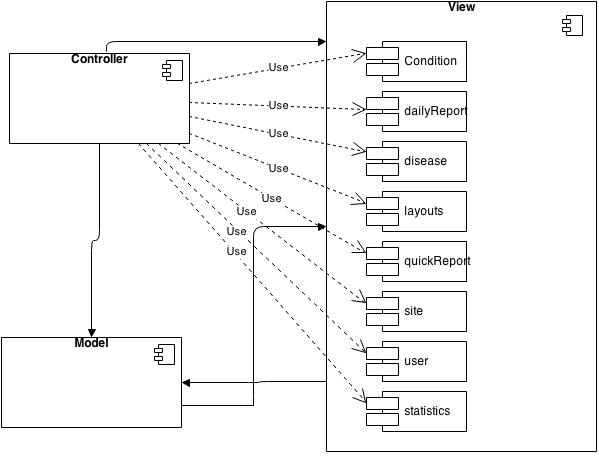 View
Controller
Condition
Use
dailyReport
Use
disease
Use
Use
layouts
Use
Use
Use
quickReport
Use
site
Model
user
statistics